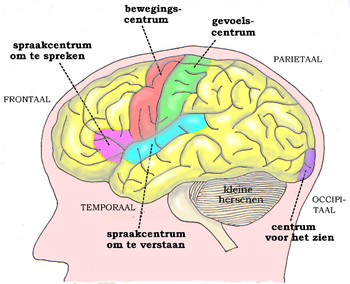 bewegings-
centrum
gevoels-
centrum
spraakcentrum
om te spreken
PARIETAAL
FRONTAAL
kleine
hersenen
TEMPORAAL
OCCIPI-
TAAL
spraakcentrum
om te verstaan
centrum
voor het zien